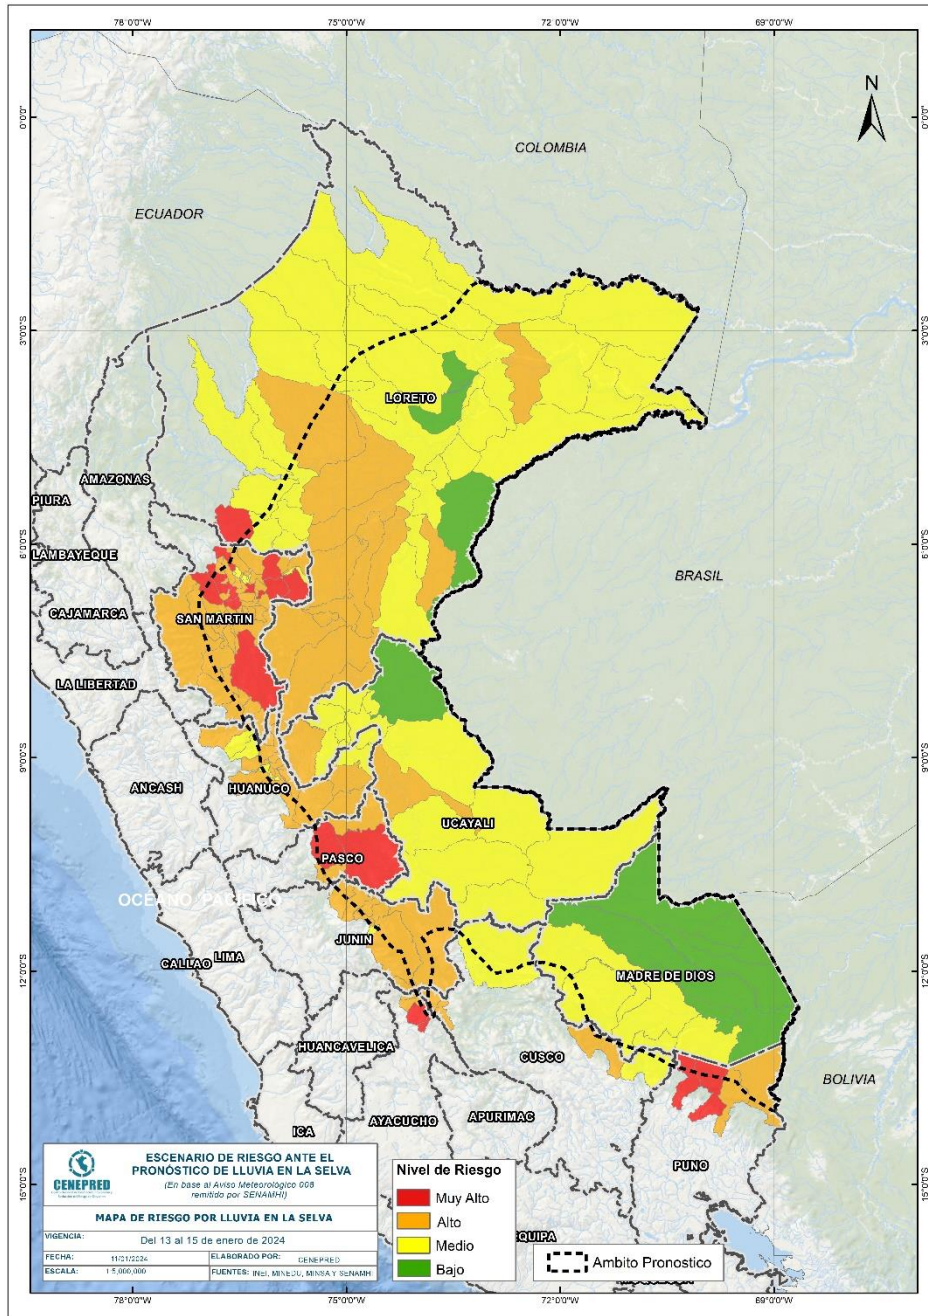 78°0'0"W
75°0'0"W
72°0'0"W
69°0'0"W
N
0°0'0"
0°0'0"
COLOMBIA
ECUADOR
3°0'0"S
3°0'0"S
LORETO
AMAZONAS
PIURA
6°0'0"S
6°0'0"S
LAMBAYEQUE
BRASIL
CAJAMARCA
SAN MARTIN
LA LIBERTAD
9°0'0"S
9°0'0"S
ANCASH
HUANUCO
UCAYALI
PASCO
OCEANO PACÍFICO
JUNIN
LIMA
CALLAO
12°0'0"S
12°0'0"S
MADRE DE DIOS
HUANCAVELICA
CUSCO
BOLIVIA
AYACUCHO
APURIMAC
ICA
PUNO
15°0'0"S
15°0'0"S
QUIPA
CENEPRED
ESCENARIO DE RIESGO ANTE EL
PRONÓSTICO DE LLUVIA EN LA SELVA
(En base al Aviso Meteorológico 008
remitido por SENAMHI)
MAPA DE RIESGO POR LLUVIA EN LA SELVA
VIGENCIA: Del 13 al 15 de enero de 2024
FECHA: 11/01/2024 ELABORADO POR: CENEPRED
ESCALA: 1:5,000,000 FUENTES: INEI, MINEDU, MINSA Y SENAMHI
Nivel de Riesgo
Muy Alto
Alto
Medio
Bajo
Ambito Pronostico
78°0'0"W
75°0'0"W
72°0'0"W
69°0'0"W